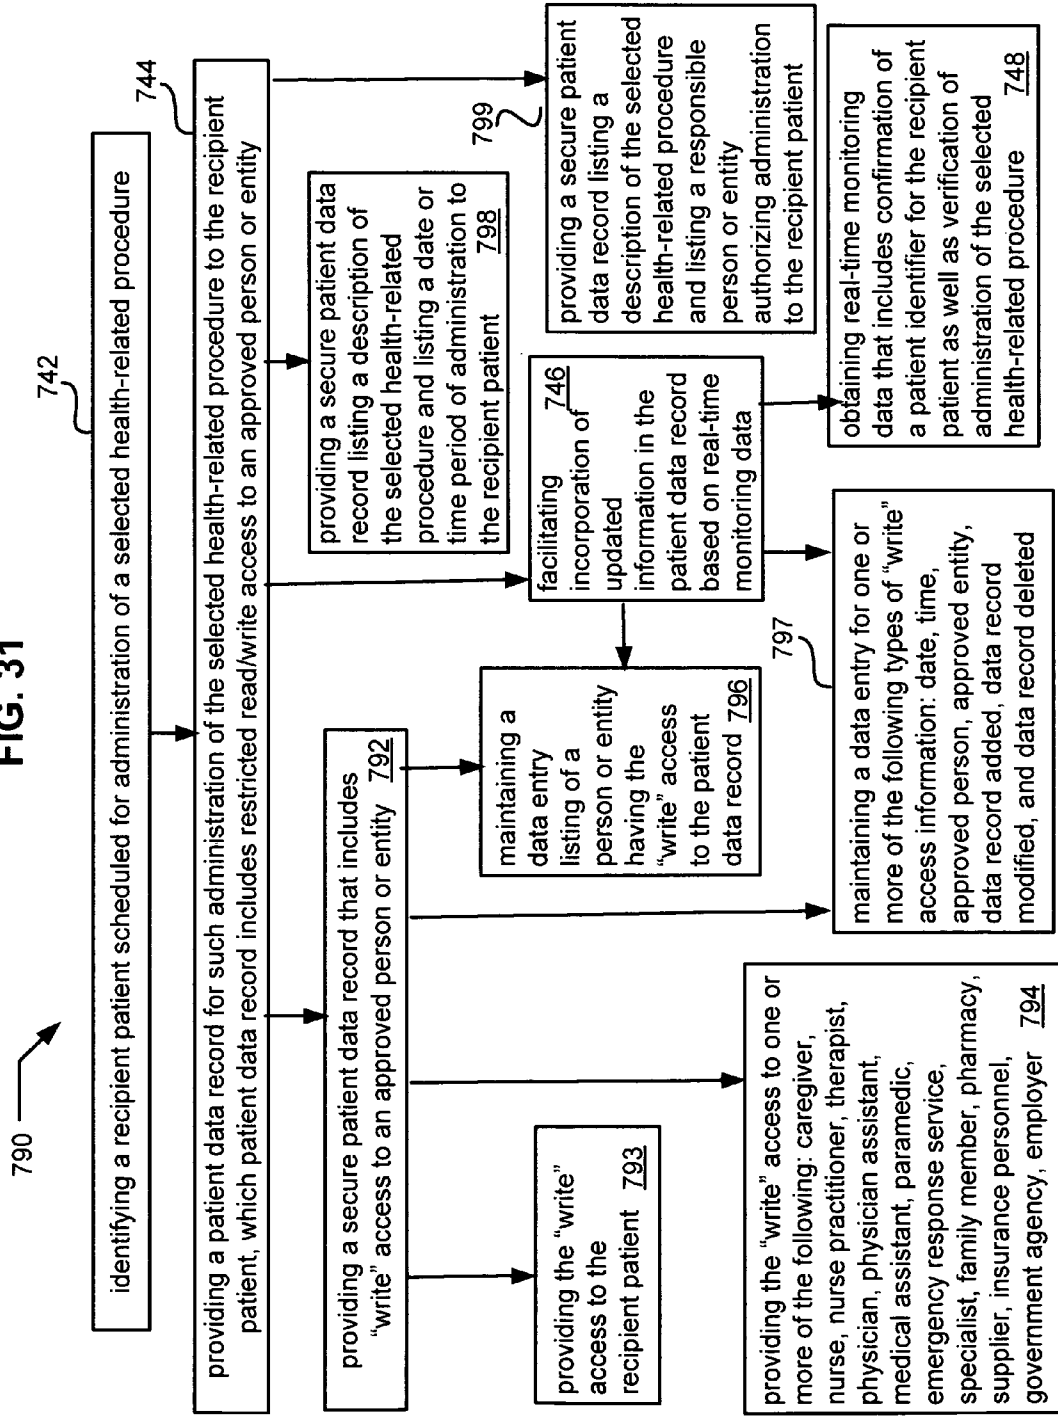 FIG. 31
790
742
identifying a recipient patient scheduled for administration of a selected health-related procedure
744
providing a patient data record for such administration of the selected health-related procedure to the recipient
patient, which patient data record includes restricted read/write access to an approved person or entity
providing a secure patient data record that includes
“write” access to an approved person or entity 792
providing a secure patient data
record listing a description of
the selected health-related
procedure and listing a date or
time period of administration to
the recipient patient 798
799
providing a secure patient
data record listing a
description of the selected
health-related procedure
and listing a responsible
person or entity
authorizing administration
to the recipient patient
providing the “write”
access to the
recipient patient 793
maintaining a
data entry
listing of a
person or entity
having the
“write” access
to the patient
data record 796
facilitating 746
incorporation of
updated
information in the
patient data record
based on real-time
monitoring data
providing the “write” access to one or
more of the following: caregiver,
nurse, nurse practitioner, therapist,
physician, physician assistant,
medical assistant, paramedic,
emergency response service,
specialist, family member, pharmacy,
supplier, insurance personnel,
government agency, employer 794
797
maintaining a data entry for one or
more of the following types of “write”
access information: date, time,
approved person, approved entity,
data record added, data record
modified, and data record deleted
obtaining real-time monitoring
data that includes confirmation of
a patient identifier for the recipient
patient as well as verification of
administration of the selected
health-related procedure 748